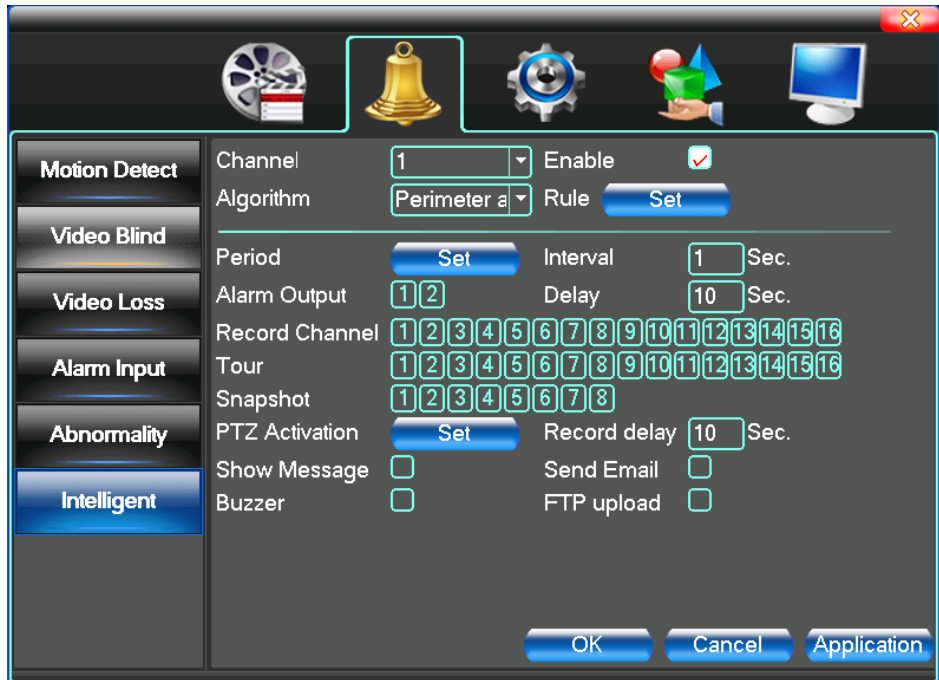 Motion Detect
Video Blind
Video Loss
Alarm Input
Abnormality
Intelligent
Channel 1 Enable
Algorithm Perimeter a Rule Set
Period Set Interval 1 Sec.
Alarm Output 1 2 Delay 10 Sec.
Record Channel 1 2 3 4 5 6 7 8 9 10 11 12 13 14 15 16
Tour 1 2 3 4 5 6 7 8 9 10 11 12 13 14 15 16
Snapshot 1 2 3 4 5 6 7 8
PTZ Activation Set Record delay 10 Sec.
Show Message Send Email
Buzzer FTP upload
OK Cancel Application